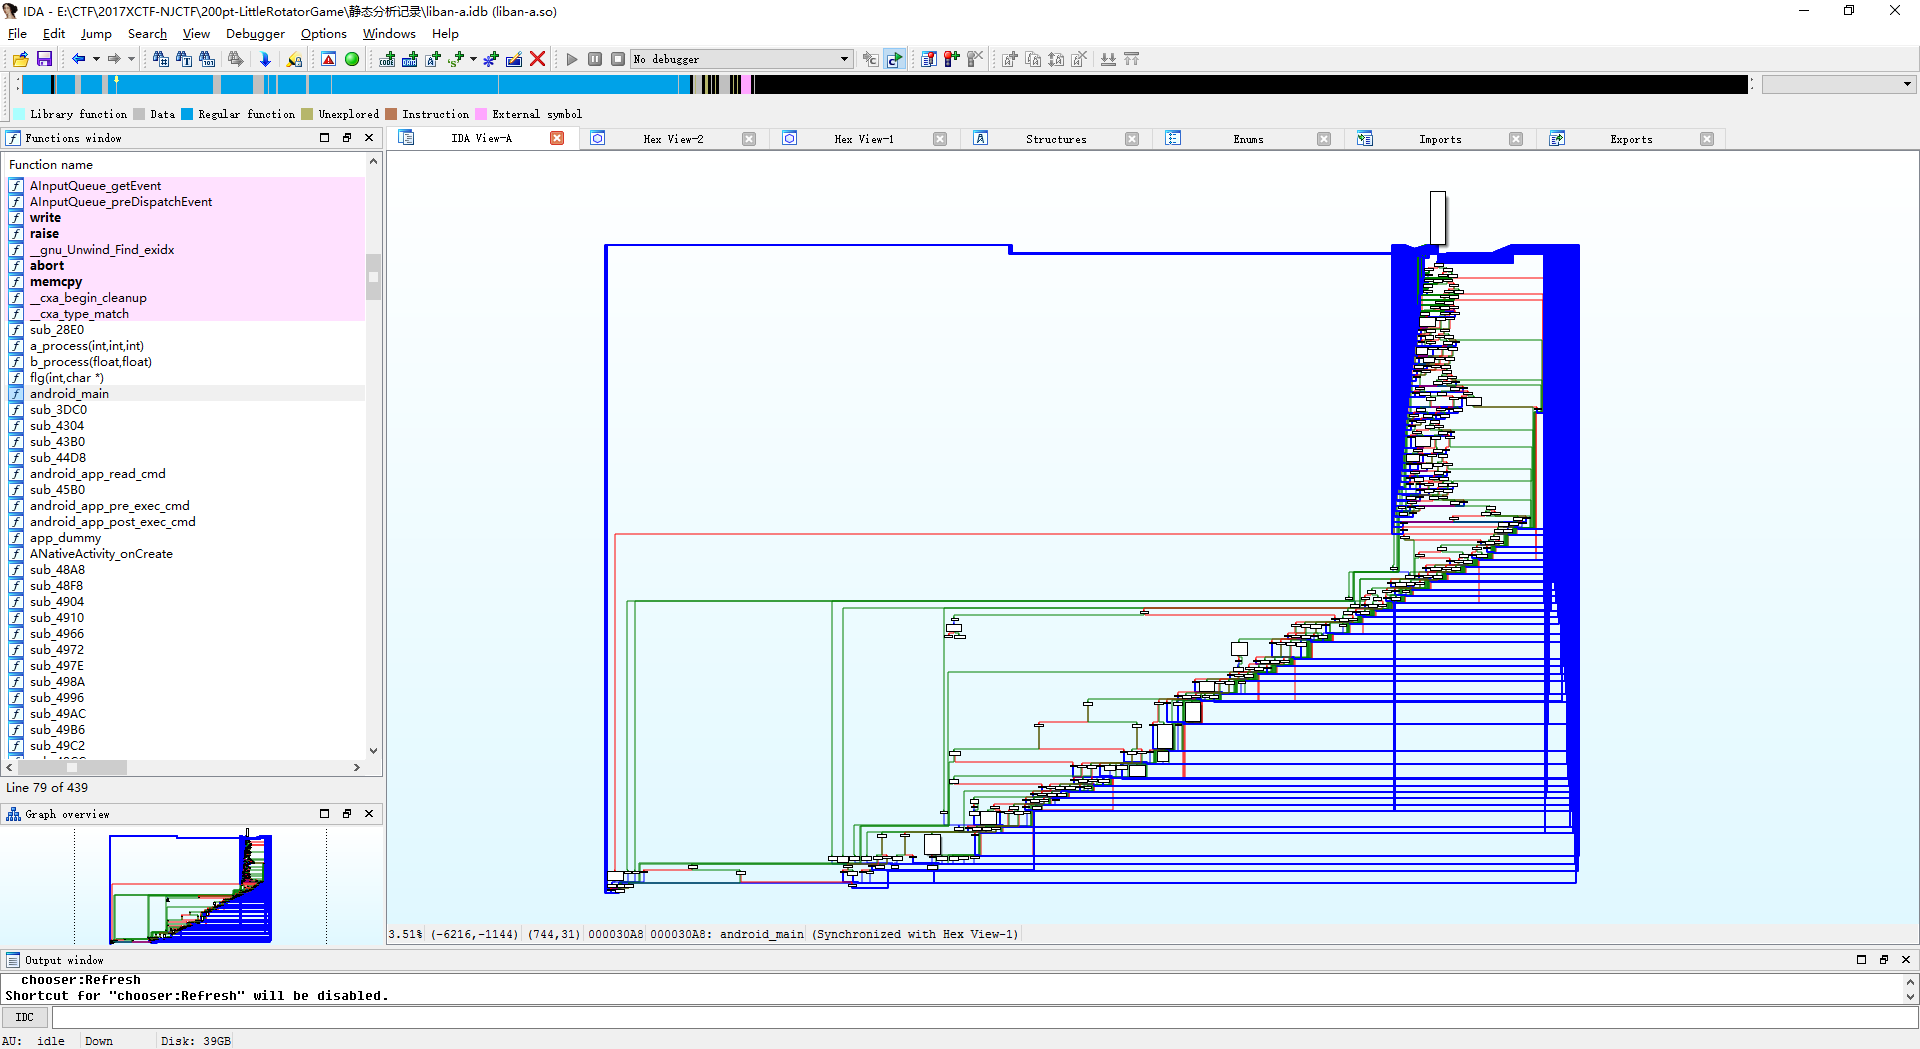 IDA - E:\CTF\2017XCTF-NJCTF\200pt-LittleRotatorGame\静态分析记录\liban-a.idb (liban-a.so)
File Edit Jump Search View Debugger Options Windows Help
No debugger
Library function Data Regular function Unexplored Instruction External symbol
Functions window
IDA View-A Hex View-2 Hex View-1 Structures Enums Imports Exports
Function name
AInputQueue_getEvent
AInputQueue_preDispatchEvent
write
raise
__gnu_Unwind_Find_exidx
abort
memcpy
__cxa_begin_cleanup
__cxa_type_match
sub_28E0
a_process(int,int,int)
b_process(float,float)
flg(int,char *)
android_main
sub_3DC0
sub_4304
sub_43B0
sub_44D8
android_app_read_cmd
sub_45B0
android_app_pre_exec_cmd
android_app_post_exec_cmd
app_dummy
ANativeActivity_onCreate
sub_48A8
sub_48F8
sub_4904
sub_4910
sub_4966
sub_4972
sub_497E
sub_498A
sub_4996
sub_49AC
sub_49B6
sub_49C2
Line 79 of 439
Graph overview
3.51% (-6216,-1144) (744,31) 000030A8 000030A8: android_main (Synchronized with Hex View-1)
Output window
chooser:Refresh
Shortcut for "chooser:Refresh" will be disabled.
IDC
AU: idle Down Disk: 39GB